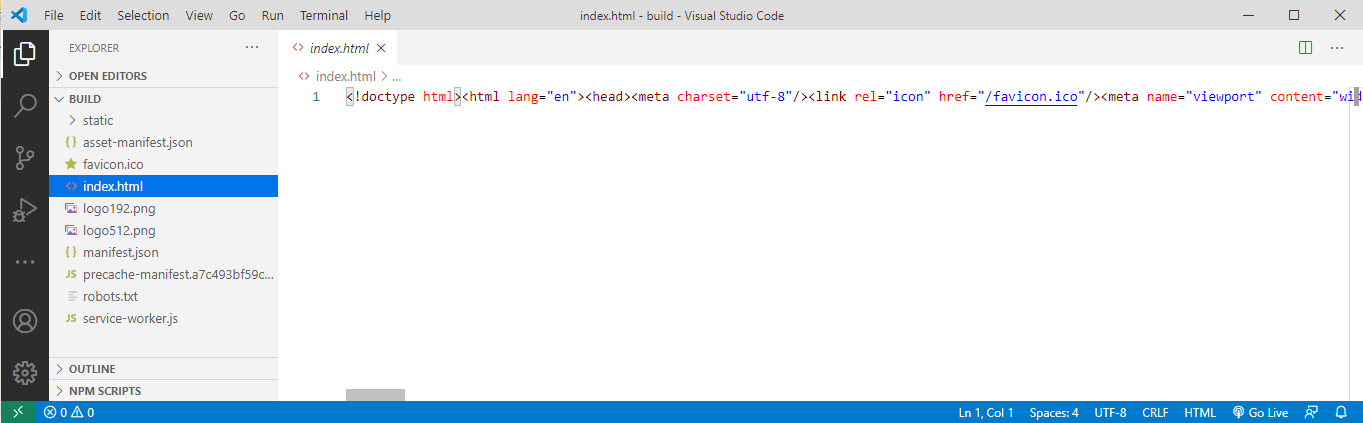 File Edit Selection View Go Run Terminal Help index.html - build - Visual Studio Code
EXPLORER ...
OPEN EDITORS
BUILD
static
{} asset-manifest.json
favicon.ico
<> index.html
logo192.png
logo512.png
{} manifest.json
JS precache-manifest.a7c493bf59c...
robots.txt
JS service-worker.js
OUTLINE
NPM SCRIPTS
<> index.html ×
<> index.html > ...
1 <!doctype html><html lang="en"><head><meta charset="utf-8"/><link rel="icon" href="/favicon.ico"/><meta name="viewport" content="wid
0 0 Ln 1, Col 1 Spaces: 4 UTF-8 CRLF HTML Go Live